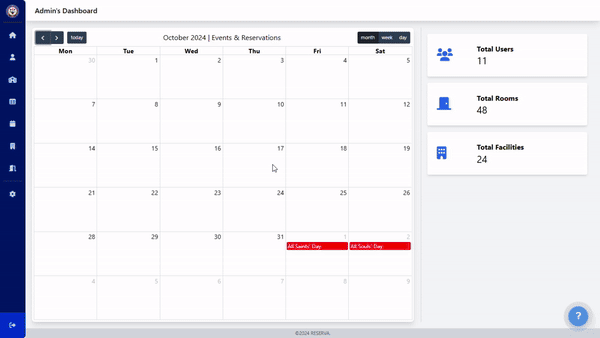 Admin's Dashboard
today
October 2024 | Events & Reservations
month week day
Mon Tue Wed Thu Fri Sat
30 1 2 3 4 5
7 8 9 10 11 12
14 15 16 17 18 19
21 22 23 24 25 26
28 29 30 31 1 2
All Saints' Day All Souls' Day
4 5 6 7 8 9
Total Users
11
Total Rooms
48
Total Facilities
24
?
©2024 RESERVA.